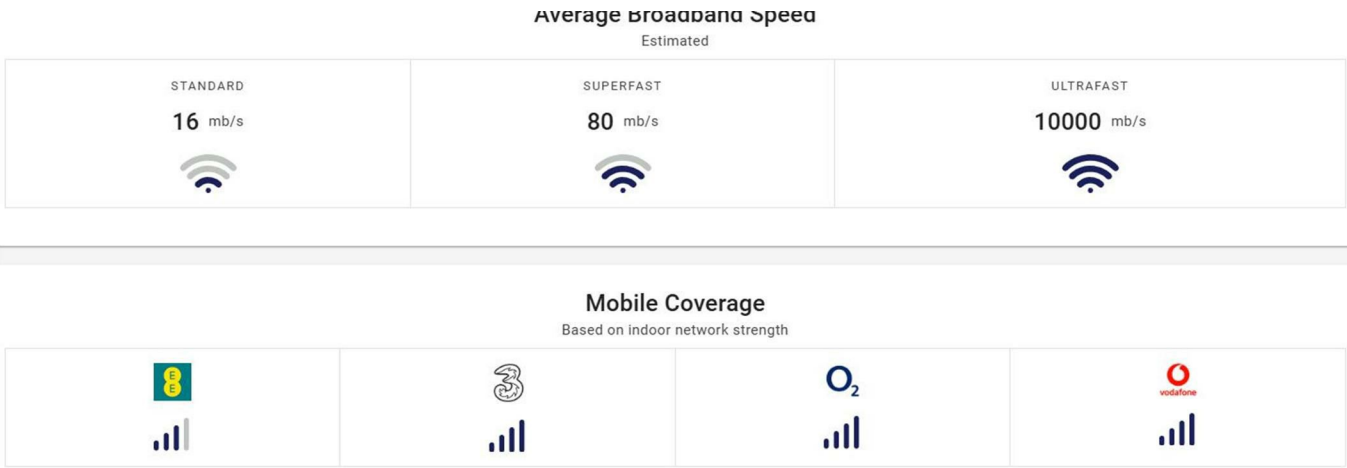 Average Broadband Speed
Estimated
STANDARD
SUPERFAST
ULTRAFAST
16 mb/s
80 mb/s
10000 mb/s
Mobile Coverage
Based on indoor network strength
E
E
3
O2
vodafone